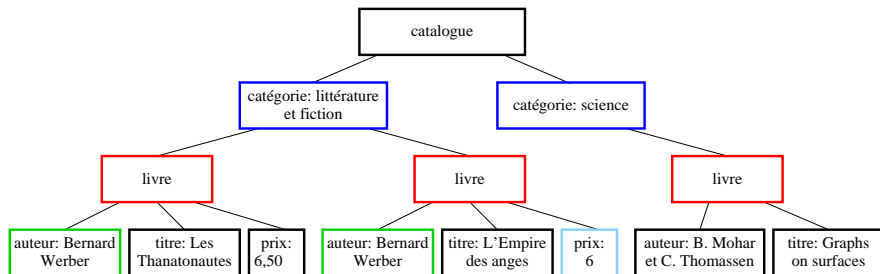 catalogue
catégorie: littérature
et fiction
catégorie: science
livre
livre
livre
auteur: Bernard
Werber
titre: Les
Thanatonautes
prix:
6,50
auteur: Bernard
Werber
titre: L'Empire
des anges
prix:
6
auteur: B. Mohar
et C. Thomassen
titre: Graphs
on surfaces